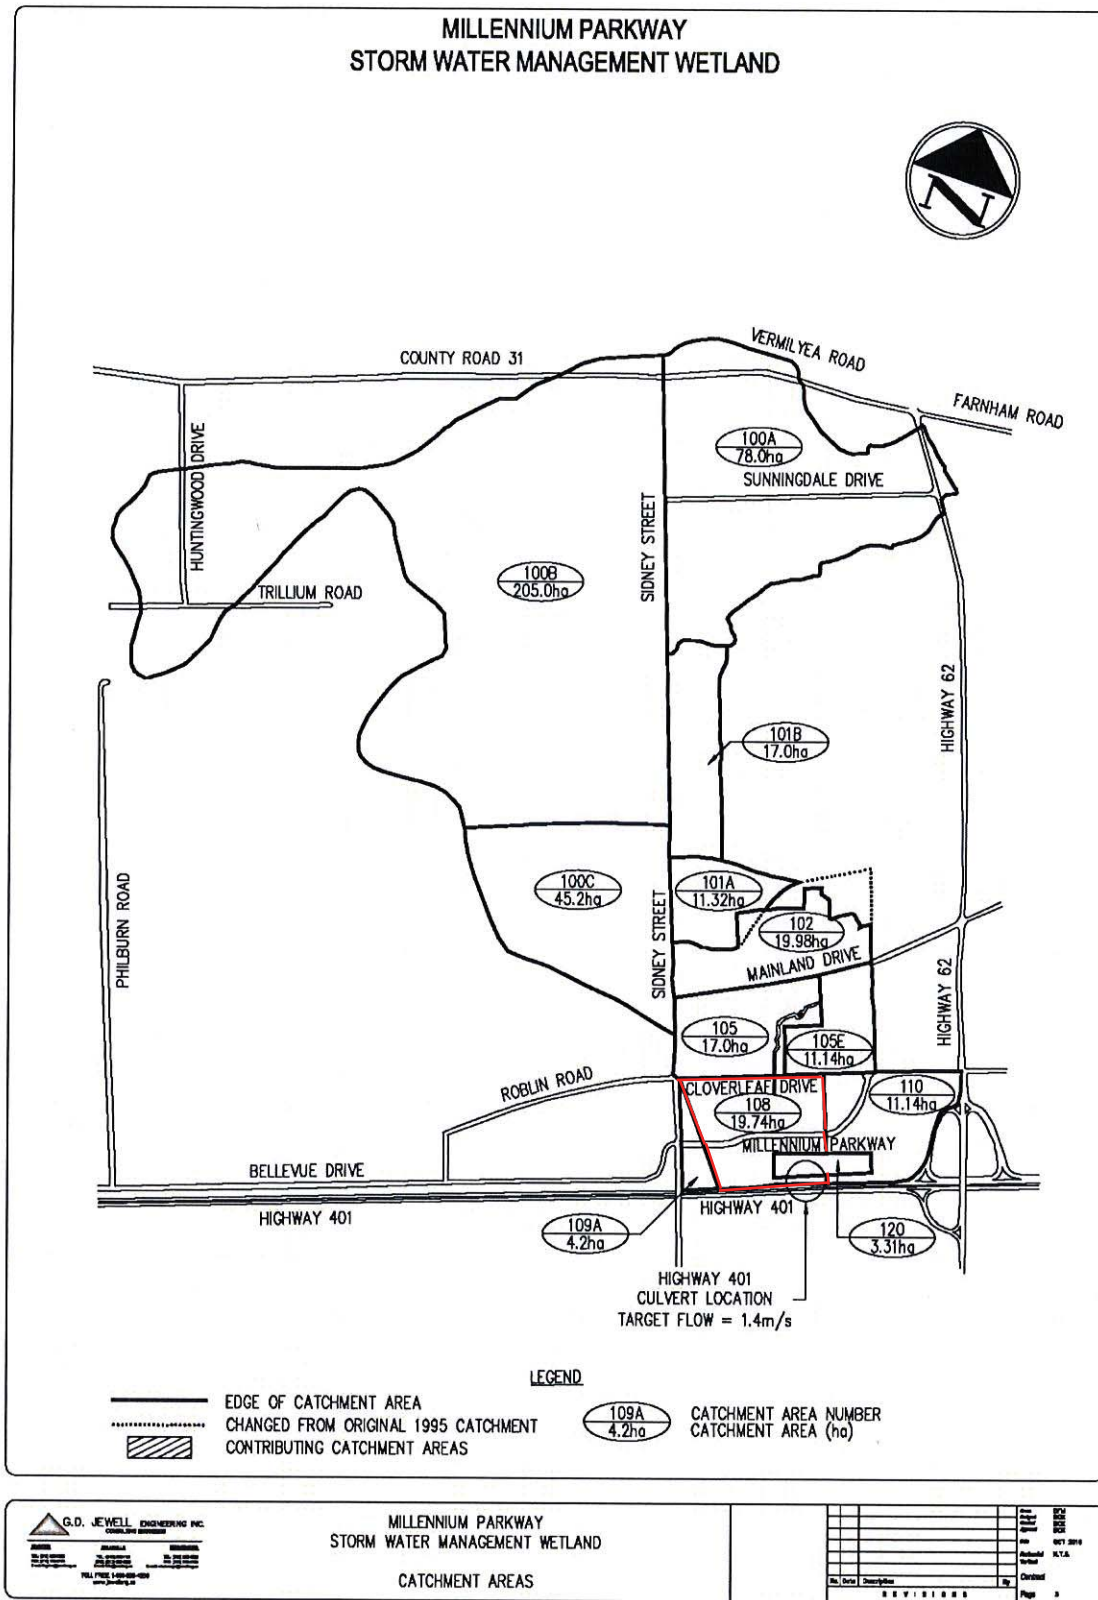 MILLENNIUM PARKWAY
STORM WATER MANAGEMENT WETLAND
N
COUNTY ROAD 31
VERMILYEA ROAD
FARNHAM ROAD
HUNTINGWOOD DRIVE
100A
78.0ha
SUNNINGDALE DRIVE
SIDNEY STREET
100B
205.0ha
TRILLIUM ROAD
HIGHWAY 62
101B
17.0ha
PHILBURN ROAD
100C
45.2ha
101A
11.32ha
SIDNEY STREET
102
19.98ha
MAINLAND DRIVE
HIGHWAY 62
105
17.0ha
105E
11.14ha
ROBLIN ROAD
CLOVERLEAF DRIVE
110
11.14ha
108
19.74ha
MILLENNIUM PARKWAY
BELLEVUE DRIVE
HIGHWAY 401
HIGHWAY 401
109A
4.2ha
120
3.31ha
HIGHWAY 401
CULVERT LOCATION
TARGET FLOW = 1.4m/s
LEGEND
EDGE OF CATCHMENT AREA
CHANGED FROM ORIGINAL 1995 CATCHMENT
CONTRIBUTING CATCHMENT AREAS
109A
4.2ha
CATCHMENT AREA NUMBER
CATCHMENT AREA (ha)
G.D. JEWELL ENGINEERING INC.
MILLENNIUM PARKWAY
STORM WATER MANAGEMENT WETLAND
CATCHMENT AREAS
No. Date Description By
REVISIONS
N.T.S.
Page 3